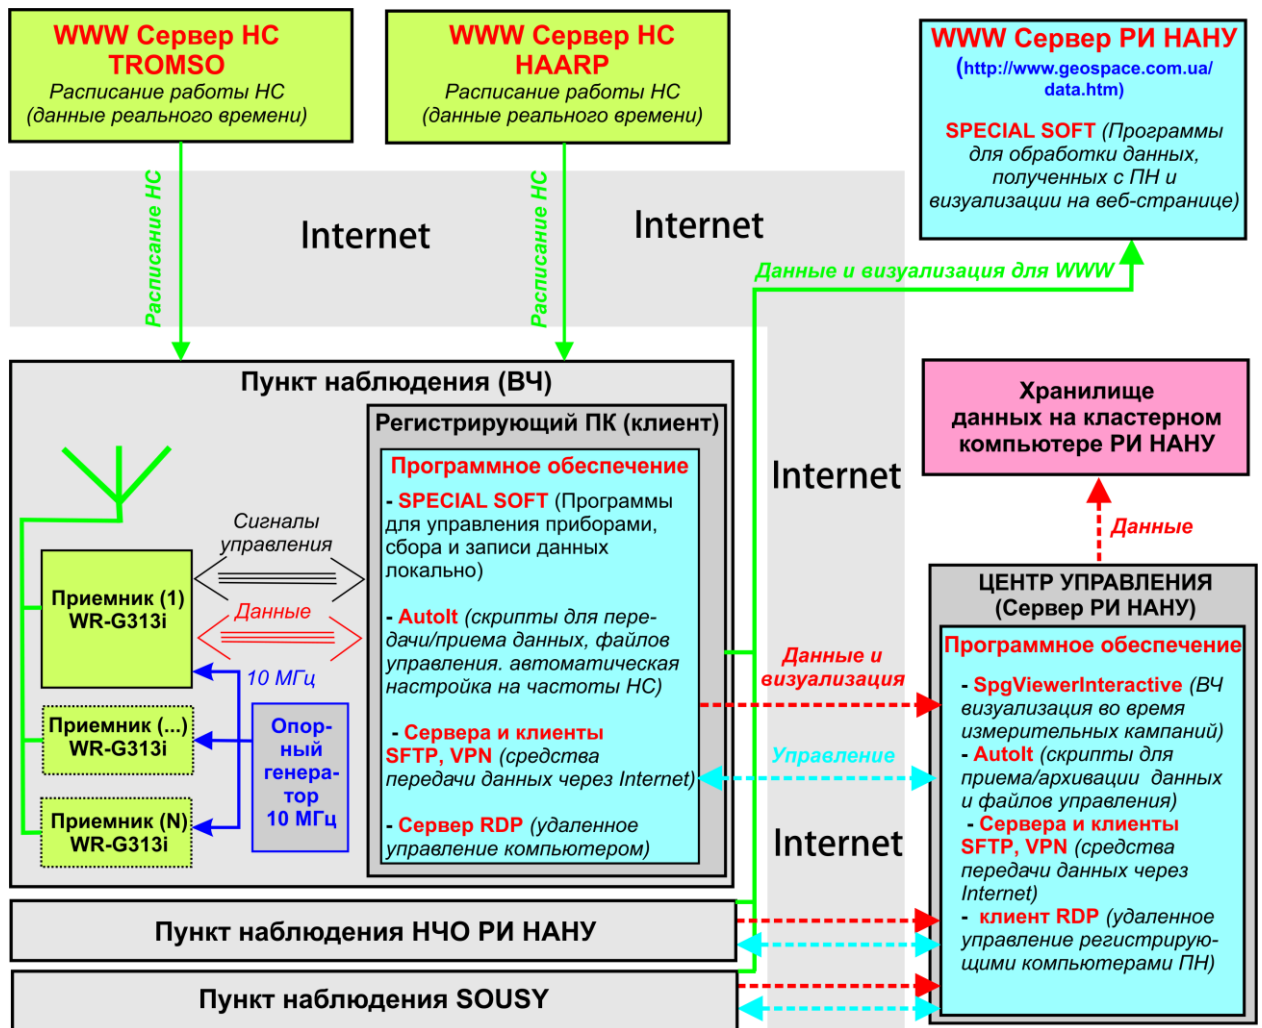 WWW Сервер НС
TROMSO
Расписание работы НС
(данные реального времени)
WWW Сервер НС
HAARP
Расписание работы НС
(данные реального времени)
WWW Сервер РИ НАНУ
(http://www.geospace.com.ua/
data.htm)
SPECIAL SOFT (Программы
для обработки данных,
полученных с ПН и
визуализации на веб-странице)
Расписание НС
Расписание НС
Internet
Internet
Данные и визуализация для WWW
Пункт наблюдения (ВЧ)
Регистрирующий ПК (клиент)
Программное обеспечение
- SPECIAL SOFT (Программы
для управления приборами,
сбора и записи данных
локально)
- AutoIt (скрипты для пере-
дачи/приема данных, файлов
управления. автоматическая
настройка на частоты НС)
- Сервера и клиенты
SFTP, VPN (средства
передачи данных через Internet)
- Сервер RDP (удаленное
управление компьютером)
Сигналы
управления
Данные
Приемник (1)
WR-G313i
10 МГц
Приемник (...)
WR-G313i
Приемник (N)
WR-G313i
Опор-
ный
генера-
тор
10 МГц
Internet
Хранилище
данных на кластерном
компьютере РИ НАНУ
Данные
Данные и
визуализация
Управление
Internet
ЦЕНТР УПРАВЛЕНИЯ
(Сервер РИ НАНУ)
Программное обеспечение
- SpgViewerInteractive (ВЧ
визуализация во время
измерительных кампаний)
- AutoIt (скрипты для
приема/архивации данных
и файлов управления)
- Сервера и клиенты
SFTP, VPN (средства
передачи данных через
Internet)
- клиент RDP (удаленное
управление регистрирую-
щими компьютерами ПН)
Пункт наблюдения НЧО РИ НАНУ
Пункт наблюдения SOUSY